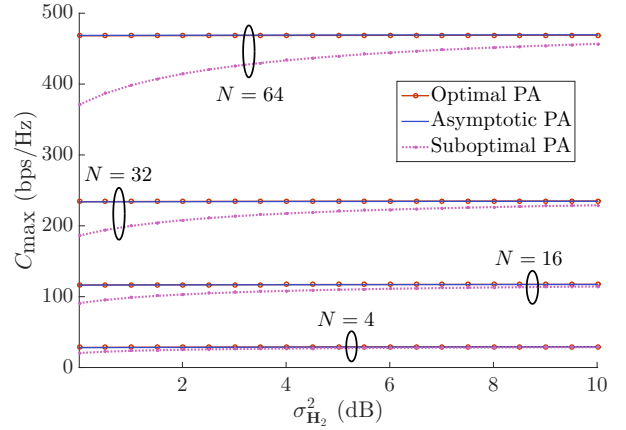 500
400
300
200
100
0
C_max (bps/Hz)
N = 64
Optimal PA
Asymptotic PA
Suboptimal PA
N = 32
N = 16
N = 4
2 4 6 8 10
σ²_H₂ (dB)